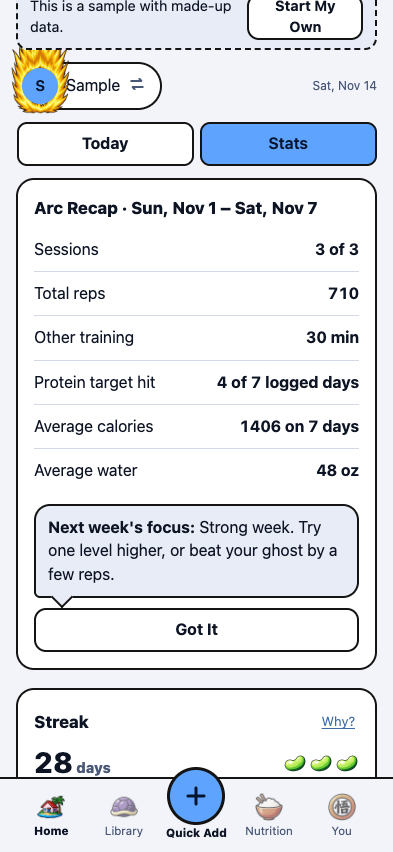 This is a sample with made-up
data.
Start My
Own
S
Sample
Sat, Nov 14
Today
Stats
Arc Recap · Sun, Nov 1 – Sat, Nov 7
Sessions 3 of 3
Total reps 710
Other training 30 min
Protein target hit 4 of 7 logged days
Average calories 1406 on 7 days
Average water 48 oz
Next week's focus: Strong week. Try
one level higher, or beat your ghost by a
few reps.
Got It
Streak Why?
28 days
Home Library Quick Add Nutrition You
悟